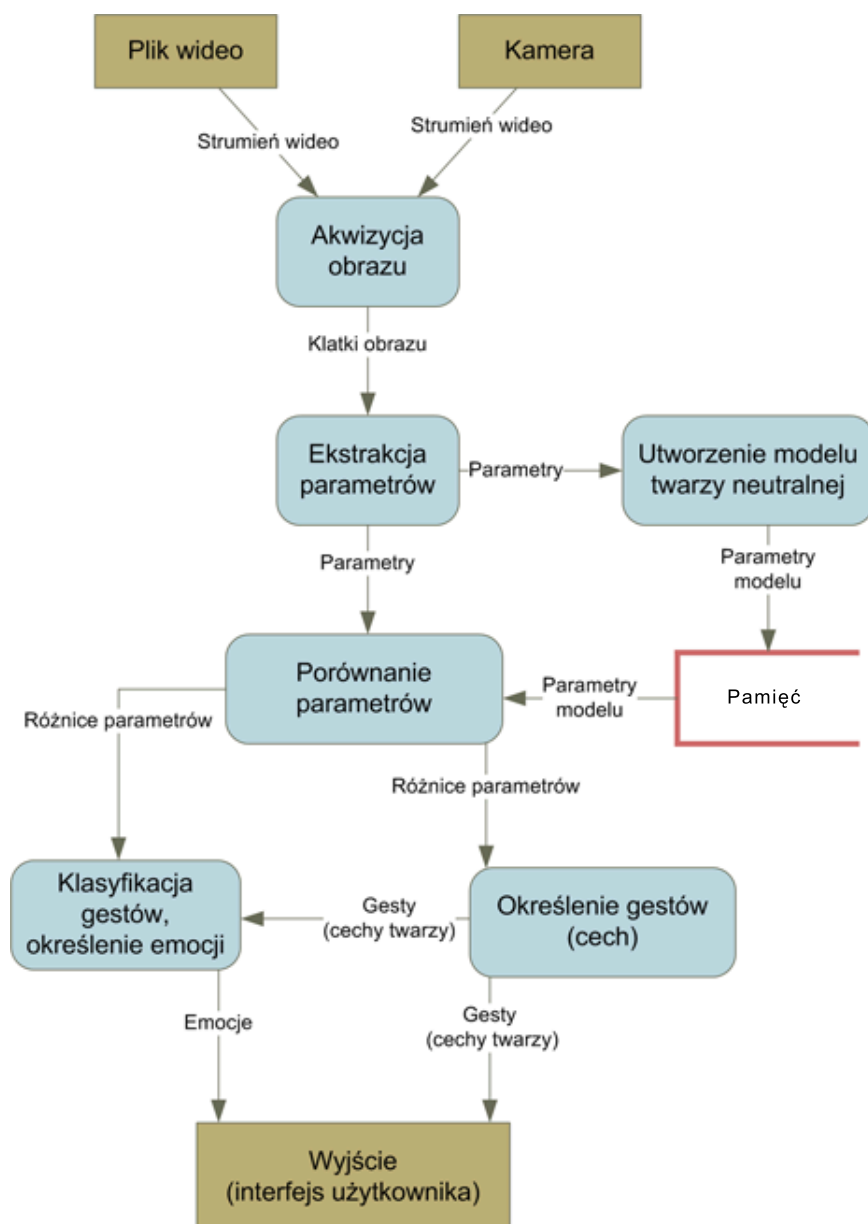 Plik wideo
Kamera
Strumień wideo
Strumień wideo
Akwizycja
obrazu
Klatki obrazu
Ekstrakcja
parametrów
Parametry
Utworzenie modelu
twarzy neutralnej
Parametry
Parametry
modelu
Porównanie
parametrów
Parametry
modelu
Pamięć
Różnice parametrów
Różnice parametrów
Klasyfikacja
gestów,
określenie emocji
Gesty
(cechy twarzy)
Określenie gestów
(cech)
Emocje
Gesty
(cechy twarzy)
Wyjście
(interfejs użytkownika)